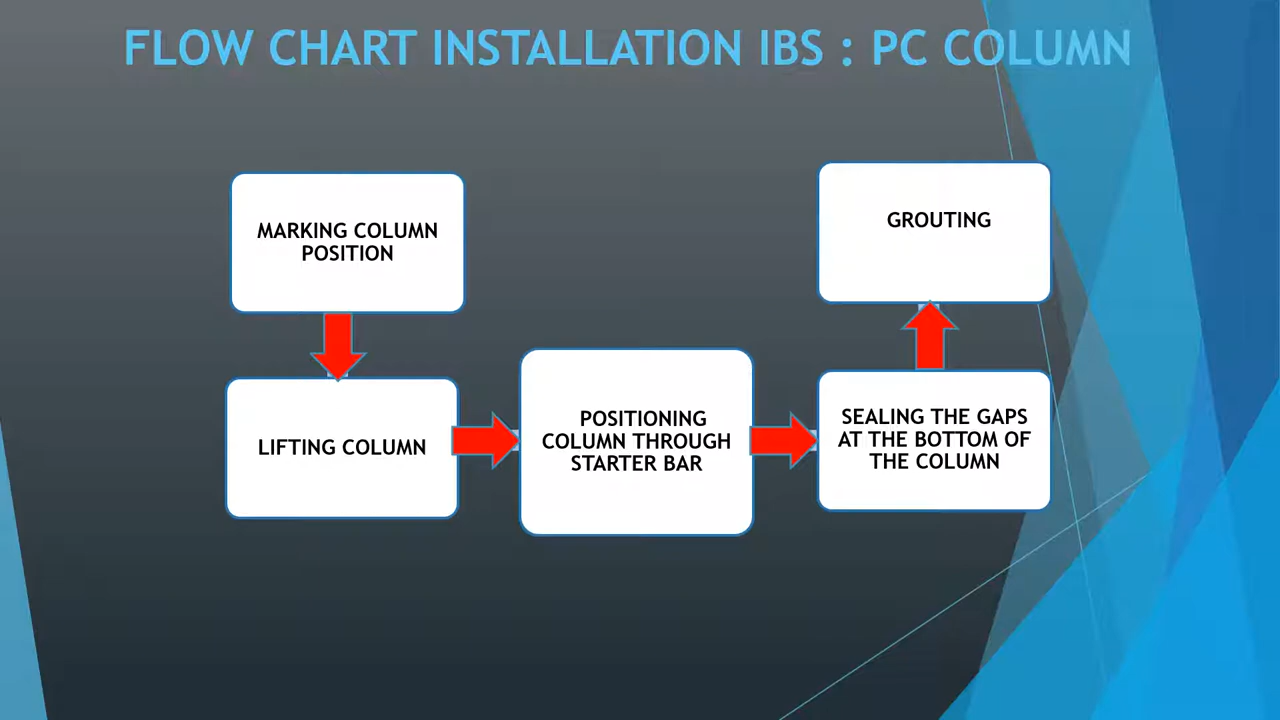 FLOW CHART INSTALLATION IBS : PC COLUMN
MARKING COLUMN
POSITION
LIFTING COLUMN
POSITIONING
COLUMN THROUGH
STARTER BAR
SEALING THE GAPS
AT THE BOTTOM OF
THE COLUMN
GROUTING